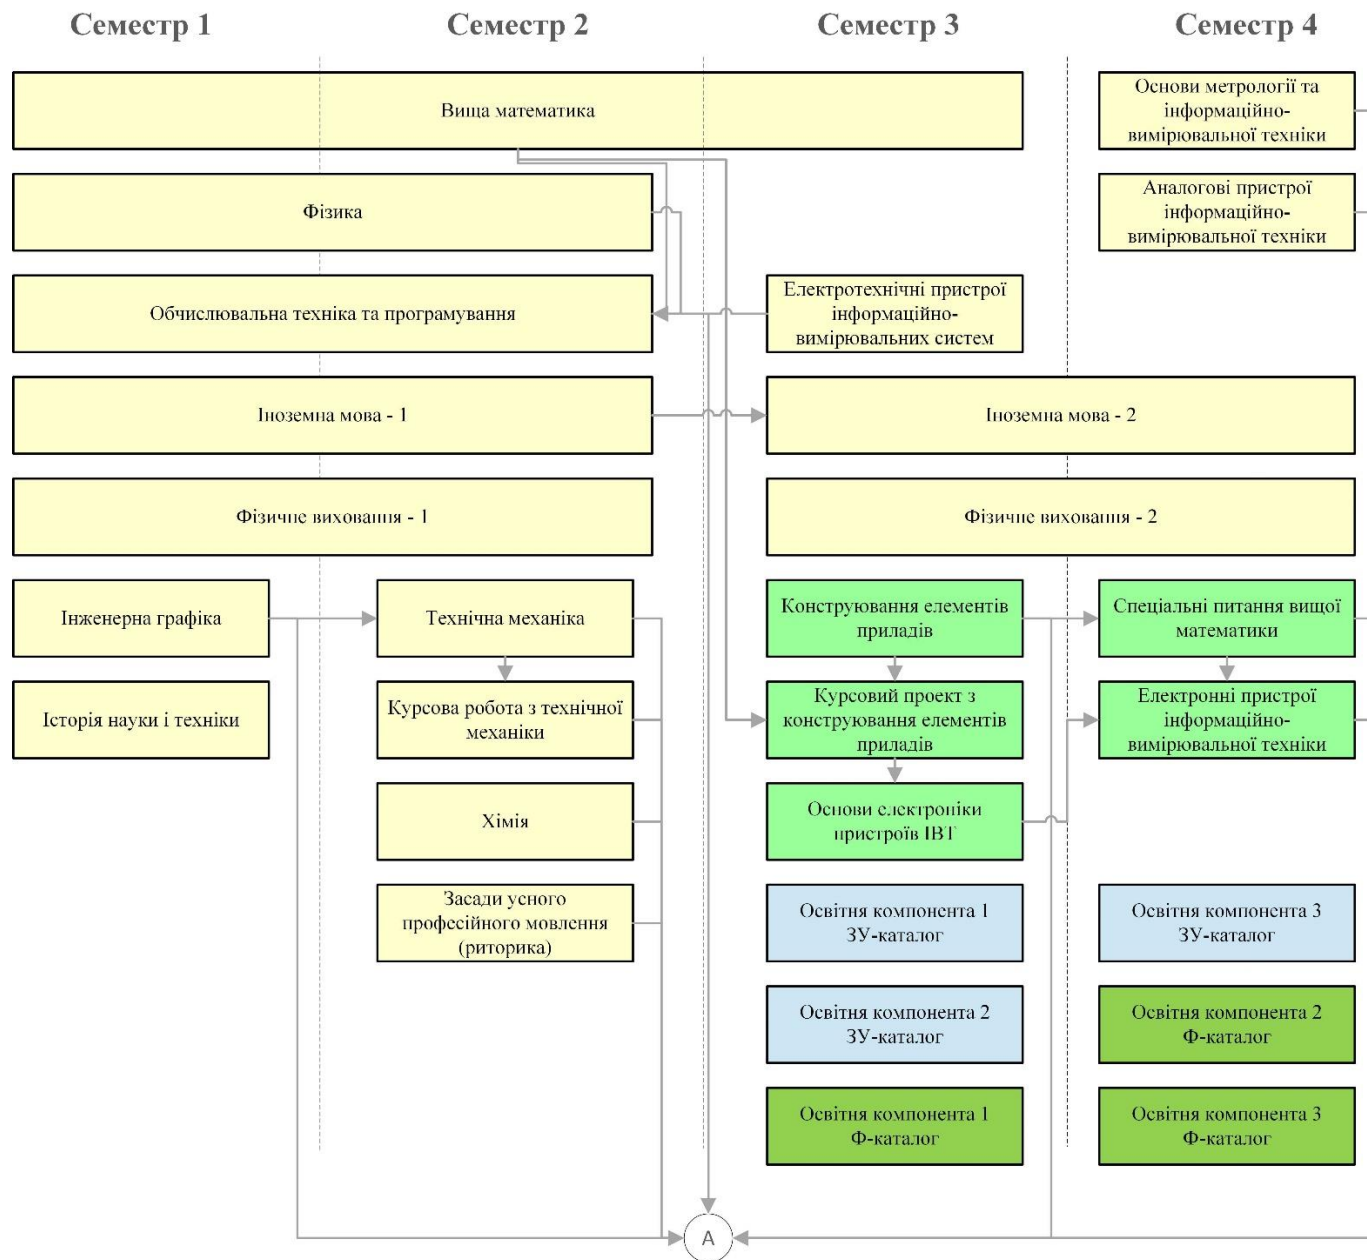 Семестр 1
Семестр 2
Семестр 3
Семестр 4
Вища математика
Основи метрології та
інформаційно-
вимірювальної техніки
Фізика
Аналогові пристрої
інформаційно-
вимірювальної техніки
Обчислювальна техніка та програмування
Електротехнічні пристрої
інформаційно-
вимірювальних систем
Іноземна мова - 1
Іноземна мова - 2
Фізичне виховання - 1
Фізичне виховання - 2
Інженерна графіка
Технічна механіка
Конструювання елементів
приладів
Спеціальні питання вищої
математики
Історія науки і техніки
Курсова робота з технічної
механіки
Курсовий проект з
конструювання елементів
приладів
Електронні пристрої
інформаційно-
вимірювальної техніки
Хімія
Основи електроніки
пристроїв ІВТ
Засади усного
професійного мовлення
(риторика)
Освітня компонента 1
ЗУ-каталог
Освітня компонента 3
ЗУ-каталог
Освітня компонента 2
ЗУ-каталог
Освітня компонента 2
Ф-каталог
Освітня компонента 1
Ф-каталог
Освітня компонента 3
Ф-каталог
А